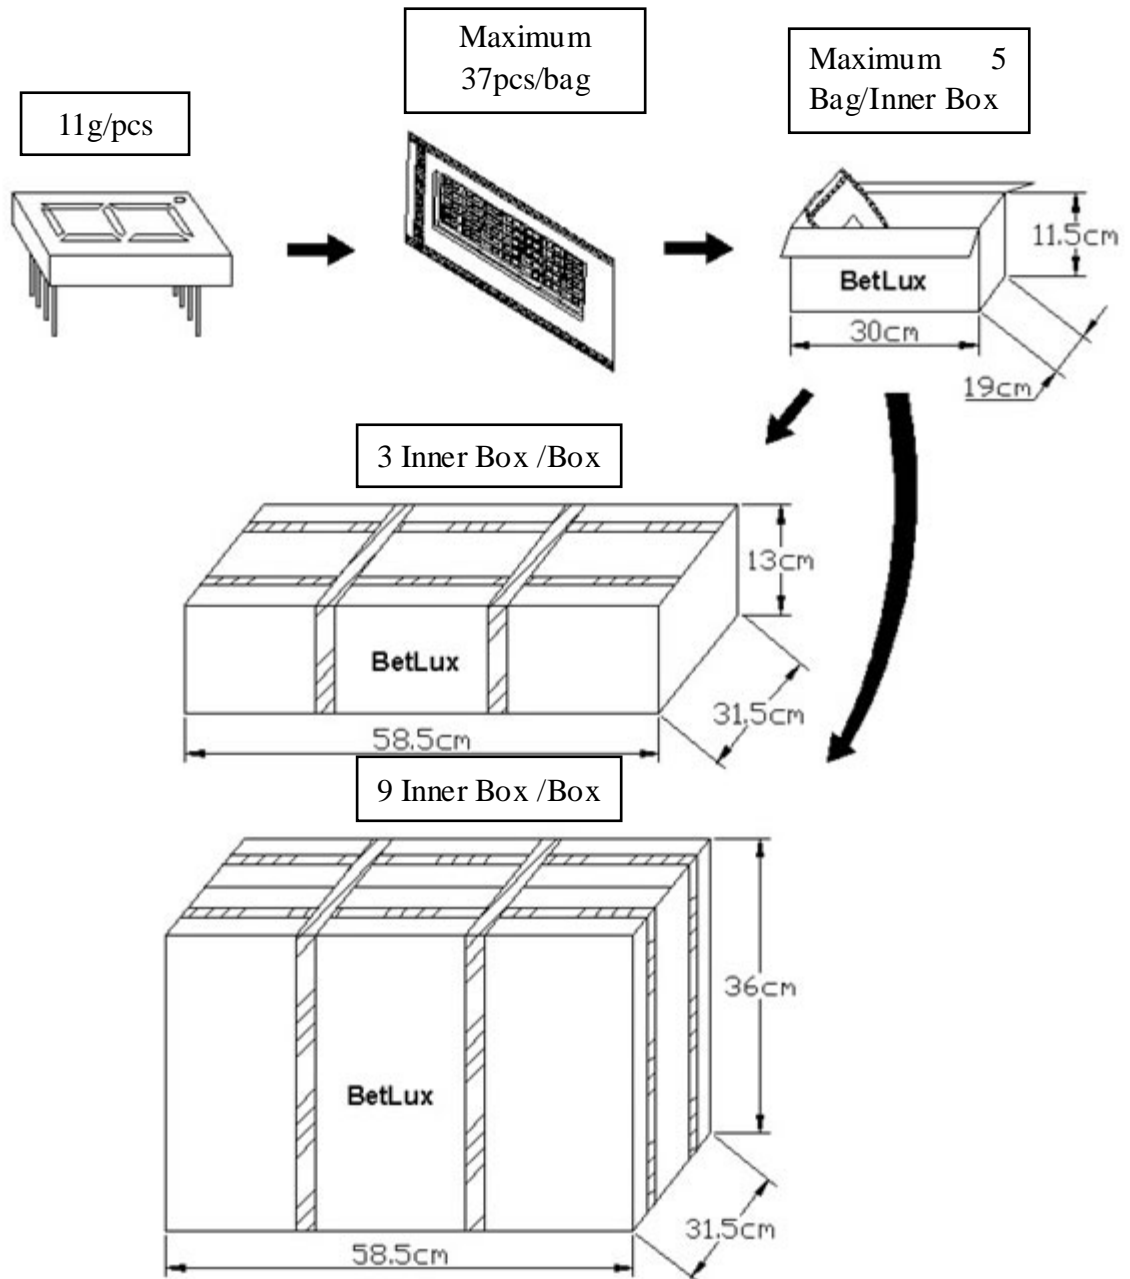 Maximum
37pcs/bag
Maximum 5
Bag/Inner Box
11g/pcs
11.5cm
BetLux
30cm
19cm
3 Inner Box /Box
13cm
BetLux
31.5cm
58.5cm
9 Inner Box /Box
36cm
BetLux
31.5cm
58.5cm